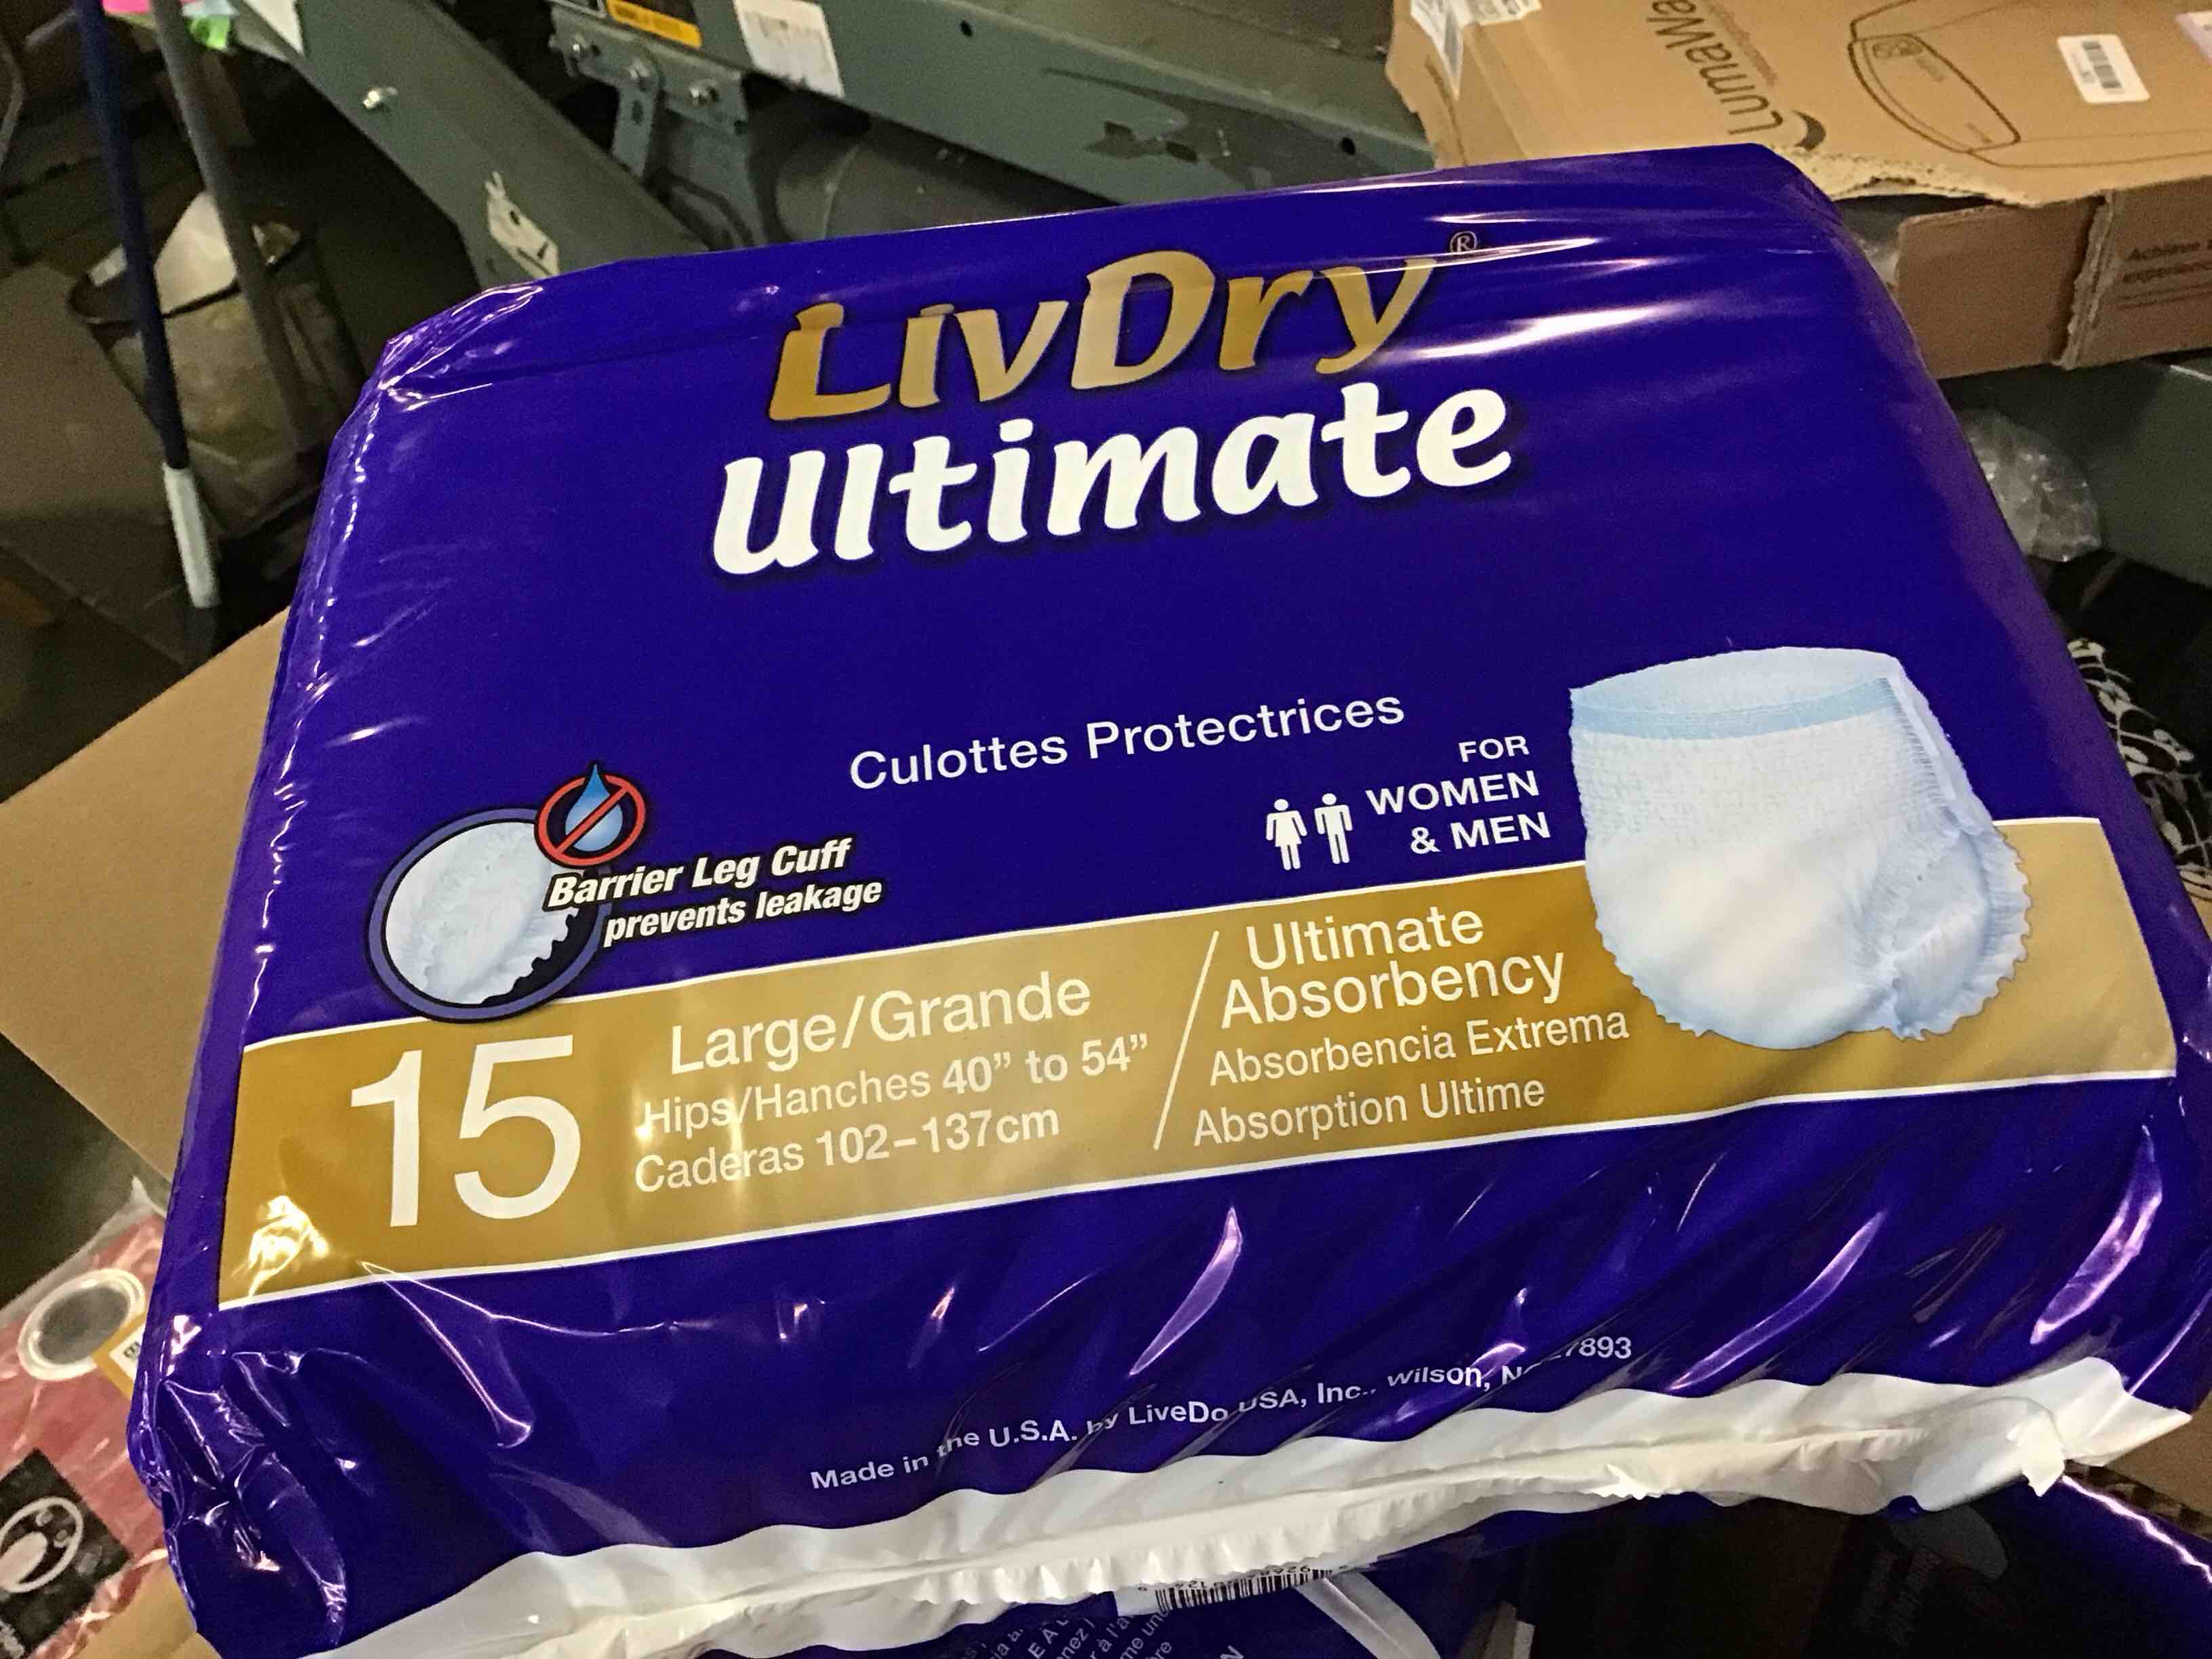 LumaWa
Achieve
LivDry®
Ultimate
Culottes Protectrices
FOR
WOMEN
& MEN
Barrier Leg Cuff
prevents leakage
15
Large/Grande
Hips/Hanches 40” to 54”
Caderas 102–137cm
Ultimate
Absorbency
Absorbencia Extrema
Absorption Ultime
Made in the U.S.A. by LiveDo USA, Inc., Wilson,